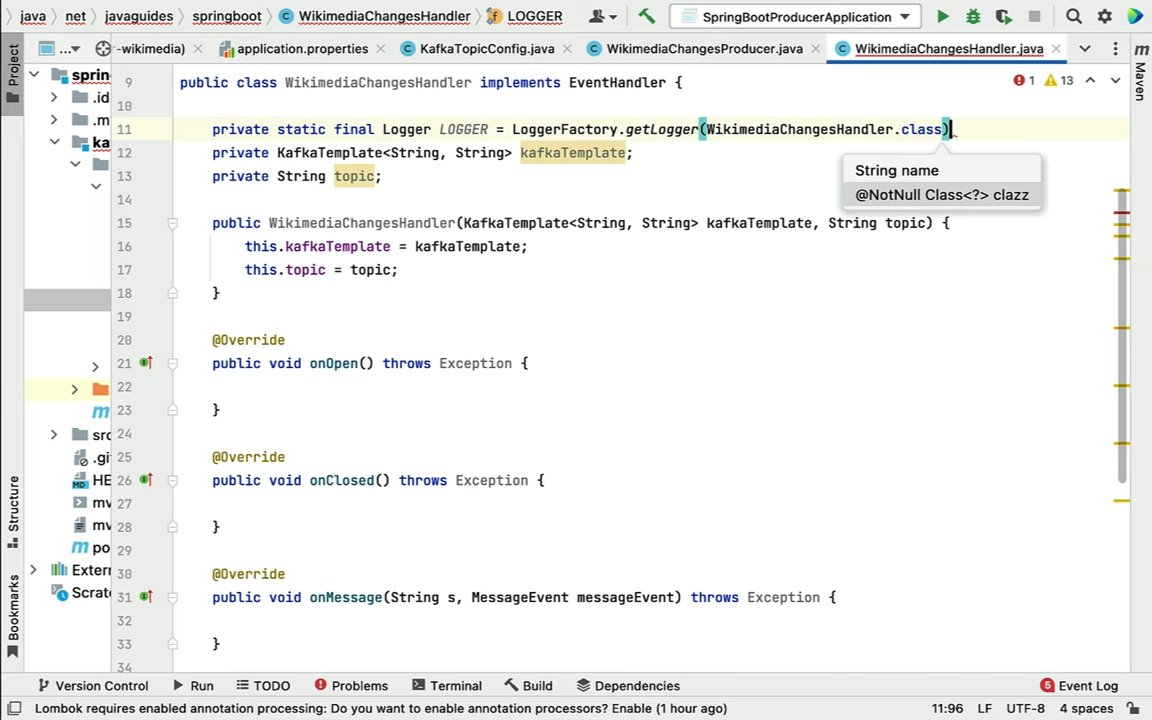 java net javaguides springboot WikimediaChangesHandler LOGGER SpringBootProducerApplication
-wikimedia) application.properties KafkaTopicConfig.java WikimediaChangesProducer.java WikimediaChangesHandler.java
Project
Maven
Structure
Bookmarks
spring
.id
.m
ka
m
src
.gi
HE
mv
mv
po
Extern
Scratc
1 13
9 public class WikimediaChangesHandler implements EventHandler {
10
11 private static final Logger LOGGER = LoggerFactory.getLogger(WikimediaChangesHandler.class)
String name
@NotNull Class<?> clazz
12 private KafkaTemplate<String, String> kafkaTemplate;
13 private String topic;
14
15 public WikimediaChangesHandler(KafkaTemplate<String, String> kafkaTemplate, String topic) {
16 this.kafkaTemplate = kafkaTemplate;
17 this.topic = topic;
18 }
19
20 @Override
21 public void onOpen() throws Exception {
22
23 }
24
25 @Override
26 public void onClosed() throws Exception {
27
28 }
29
30 @Override
31 public void onMessage(String s, MessageEvent messageEvent) throws Exception {
32
33 }
34
Version Control Run TODO Problems Terminal Build Dependencies 5 Event Log
Lombok requires enabled annotation processing: Do you want to enable annotation processors? Enable (1 hour ago) 11:96 LF UTF-8 4 spaces